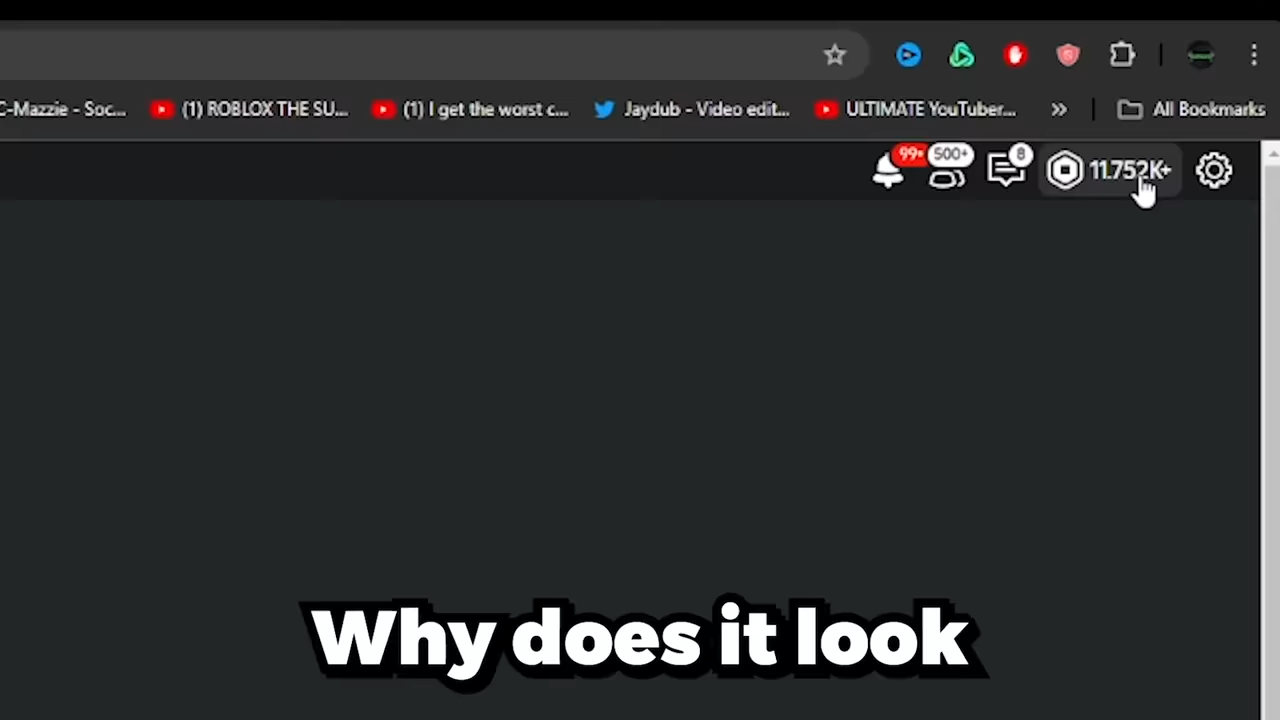 C-Mazzie - Soc...
(1) ROBLOX THE SU...
(1) I get the worst c...
Jaydub - Video edit...
ULTIMATE YouTuber...
»
All Bookmarks
99+
500+
8
11.752K+
Why does it look